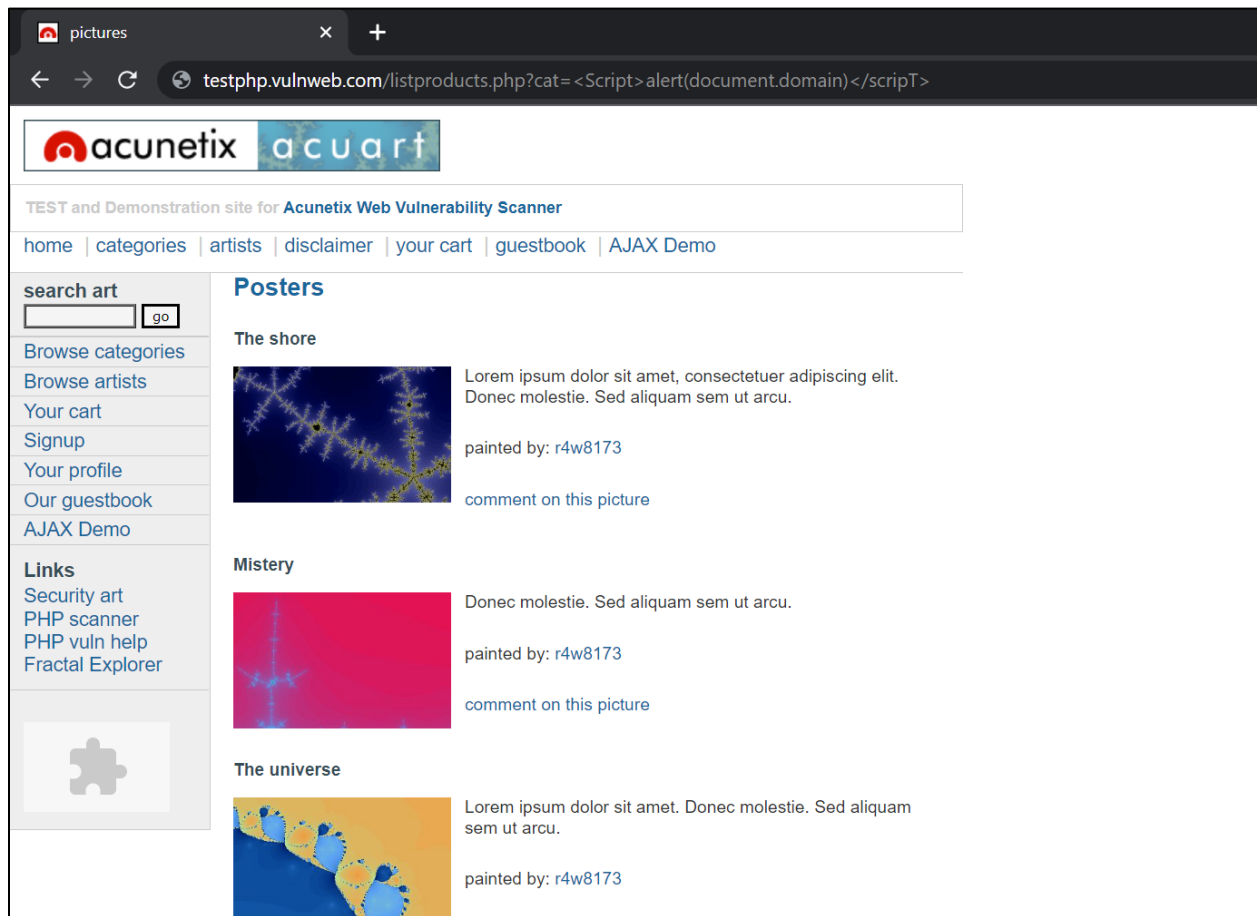 pictures
testphp.vulnweb.com/listproducts.php?cat=<Script>alert(document.domain)</scripT>
acunetix acuart
TEST and Demonstration site for Acunetix Web Vulnerability Scanner
home | categories | artists | disclaimer | your cart | guestbook | AJAX Demo
search art
go
Browse categories
Browse artists
Your cart
Signup
Your profile
Our guestbook
AJAX Demo
Links
Security art
PHP scanner
PHP vuln help
Fractal Explorer
Posters
The shore
Lorem ipsum dolor sit amet, consectetuer adipiscing elit.
Donec molestie. Sed aliquam sem ut arcu.
painted by: r4w8173
comment on this picture
Mistery
Donec molestie. Sed aliquam sem ut arcu.
painted by: r4w8173
comment on this picture
The universe
Lorem ipsum dolor sit amet. Donec molestie. Sed aliquam
sem ut arcu.
painted by: r4w8173